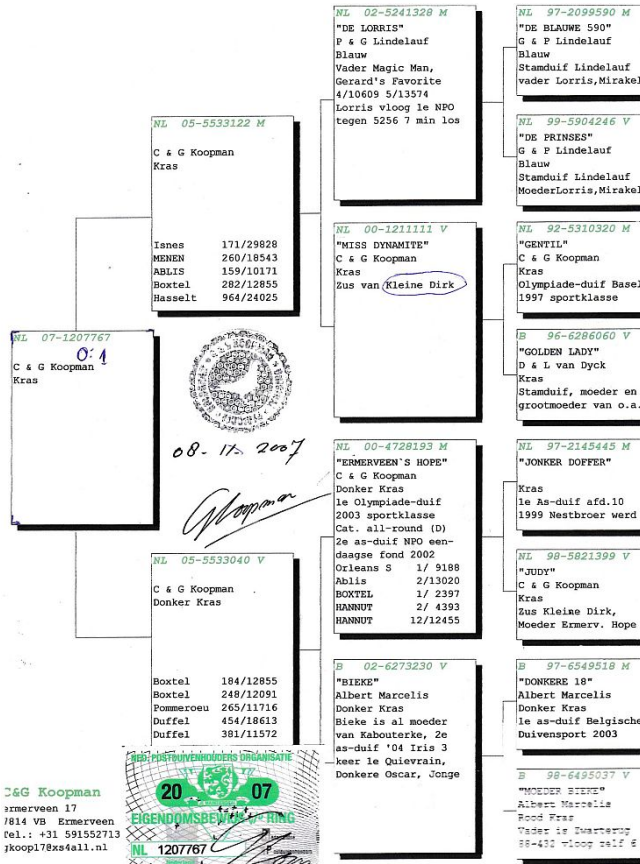 NL 07-1207767
O: 1
C & G Koopman
Kras
08-11-2007
GKoopman
NL 05-5533122 M
C & G Koopman
Kras
Isnes 171/29828
MENEN 260/18543
ABLIS 159/10171
Boxtel 282/12855
Hasselt 964/24025
NL 05-5533040 V
C & G Koopman
Donker Kras
Boxtel 184/12855
Boxtel 248/12091
Pommeroeu 265/11716
Duffel 454/18613
Duffel 381/11572
NL 02-5241328 M
"DE LORRIS"
P & G Lindelauf
Blauw
Vader Magic Man,
Gerard's Favorite
4/10609 5/13574
Lorris vloog 1e NPO
tegen 5256 7 min los
NL 00-1211111 V
"MISS DYNAMITE"
C & G Koopman
Kras
Zus van Kleine Dirk
NL 00-4728193 M
"ERMERVEEN`S HOPE"
C & G Koopman
Donker Kras
1e Olympiade-duif
2003 sportklasse
Cat. all-round (D)
2e as-duif NPO een-
daagse fond 2002
Orleans S 1/ 9188
Ablis 2/13020
BOXTEL 1/ 2397
HANNUT 2/ 4393
HANNUT 12/12455
B 02-6273230 V
"BIEKE"
Albert Marcelis
Donker Kras
Bieke is al moeder
van Kabouterke, 2e
as-duif '04 Iris 3
keer 1e Quievrain,
Donkere Oscar, Jonge
NL 97-2099590 M
"DE BLAUWE 590"
G & P Lindelauf
Blauw
Stamduif Lindelauf
vader Lorris,Mirakel
NL 99-5904246 V
"DE PRINSES"
G & P Lindelauf
Blauw
Stamduif Lindelauf
MoederLorris,Mirakel
NL 92-5310320 M
"GENTIL"
C & G Koopman
Kras
Olympiade-duif Basel
1997 sportklasse
B 96-6286060 V
"GOLDEN LADY"
D & L van Dyck
Kras
Stamduif, moeder en
grootmoeder van o.a.
NL 97-2145445 M
"JONKER DOFFER"
Kras
1e As-duif afd.10
1999 Nestbroer werd
NL 98-5821399 V
"JUDY"
C & G Koopman
Kras
Zus Kleine Dirk,
Moeder Ermerv. Hope
B 97-6549518 M
"DONKERE 18"
Albert Marcelis
Donker Kras
1e as-duif Belgische
Duivensport 2003
B 98-6495037 V
"MOEDER BIEKE"
Albert Marcelis
Rood Kras
Vader is Zwarterug
88-432 vloog zelf
C&G Koopman
ermerveen 17
7814 VB Ermerveen
Tel.: +31 591552713
jkoopl7@xs4all.nl
NED. POSTDUIVENHOUDERS ORGANISATIE
20 07
EIGENDOMSBEWIJS RING
NL 1207767